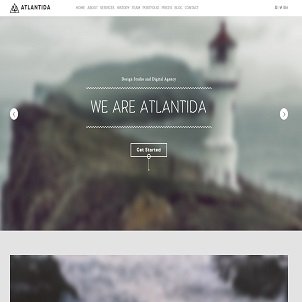 ATLANTIDA
HOME ABOUT SERVICES HISTORY TEAM PORTFOLIO PRICES BLOG CONTACT
Design Studio and Digital Agency
WE ARE ATLANTIDA
Get Started